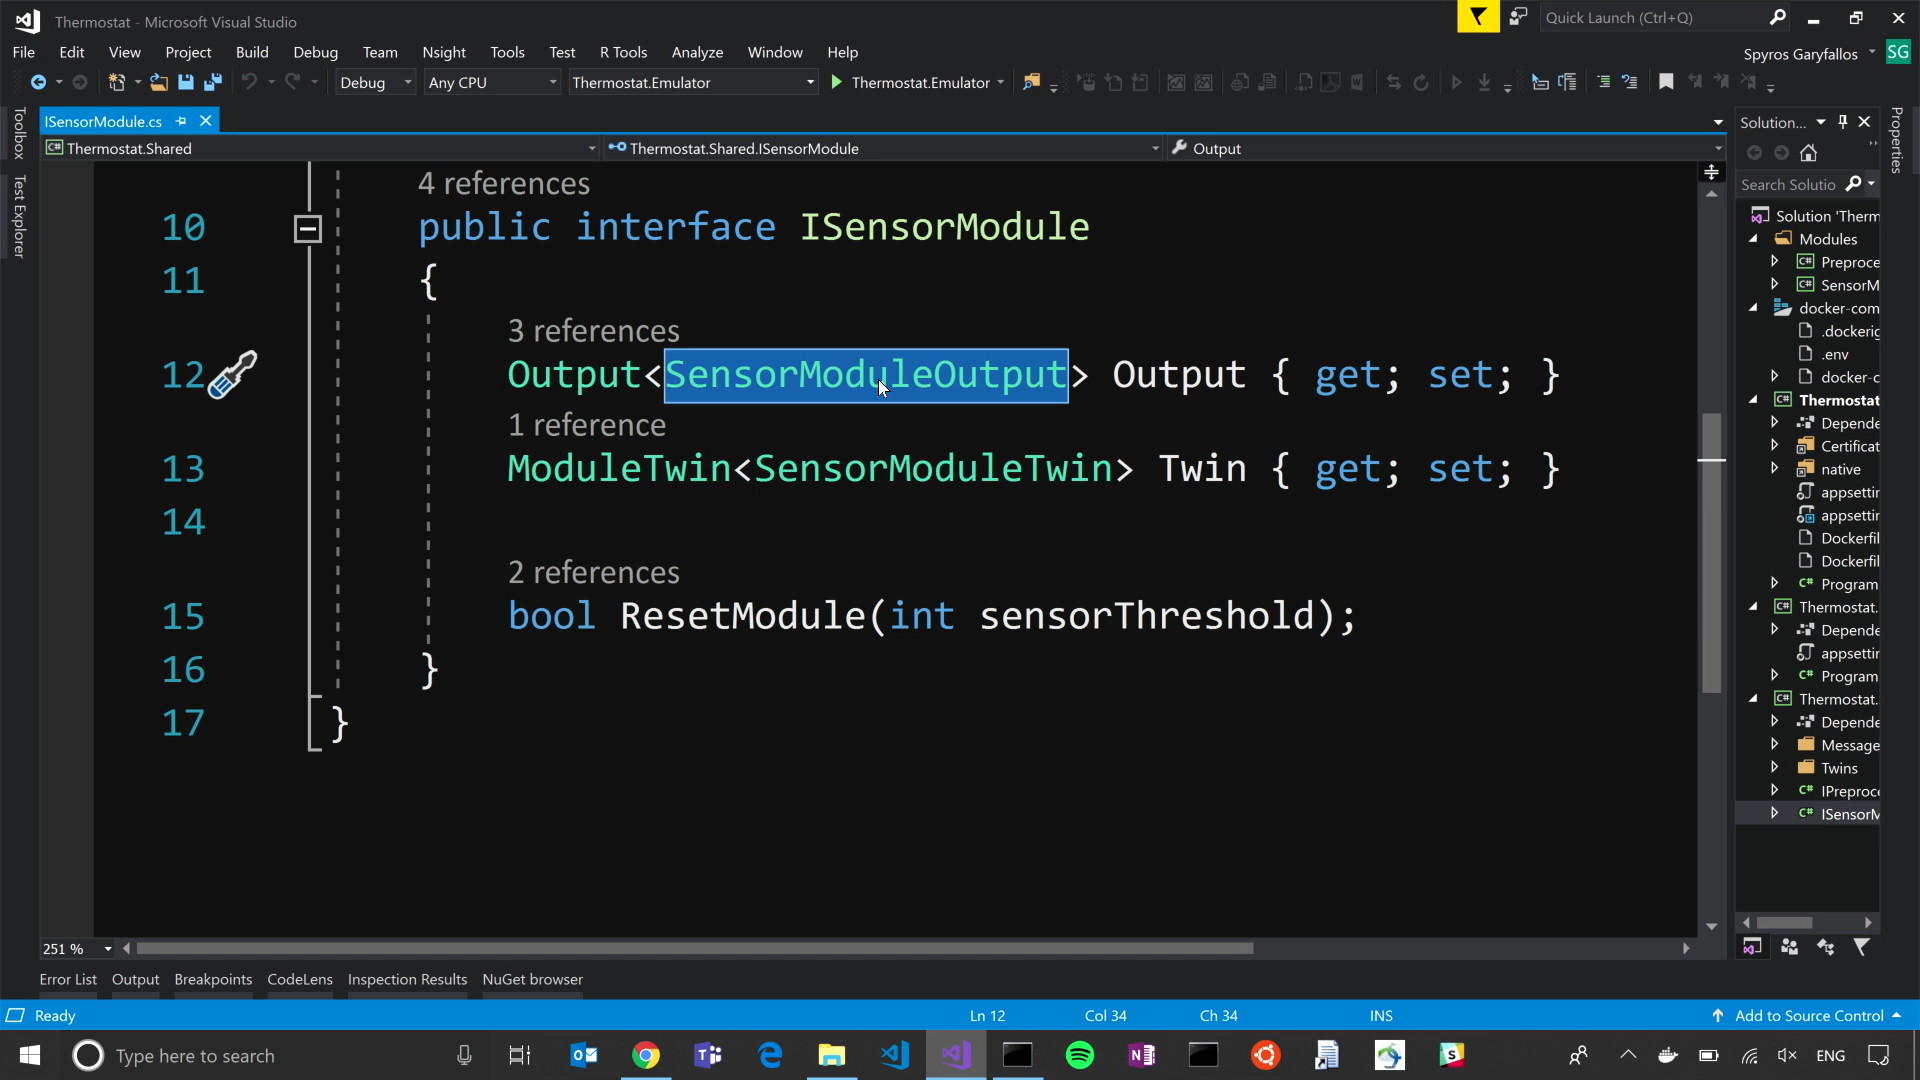 Thermostat - Microsoft Visual Studio
Quick Launch (Ctrl+Q)
File Edit View Project Build Debug Team Nsight Tools Test R Tools Analyze Window Help
Spyros Garyfallos SG
Debug Any CPU Thermostat.Emulator Thermostat.Emulator
Toolbox
Test Explorer
ISensorModule.cs
Thermostat.Shared Thermostat.Shared.ISensorModule Output
4 references
10 public interface ISensorModule
11 {
3 references
12 Output<SensorModuleOutput> Output { get; set; }
1 reference
13 ModuleTwin<SensorModuleTwin> Twin { get; set; }
14
2 references
15 bool ResetModule(int sensorThreshold);
16 }
17 }
251 %
Solution...
Properties
Search Solutio
Solution 'Therm
Modules
Preproce
SensorM
docker-com
.dockerig
.env
docker-c
Thermostat
Depende
Certificat
native
appsettin
appsettin
Dockerfil
Dockerfil
C# Program
Thermostat.
Depende
appsettin
C# Program
Thermostat.
Depende
Message
Twins
C# IPreproce
C# ISensorM
Error List Output Breakpoints CodeLens Inspection Results NuGet browser
Ready Ln 12 Col 34 Ch 34 INS Add to Source Control
Type here to search
ENG